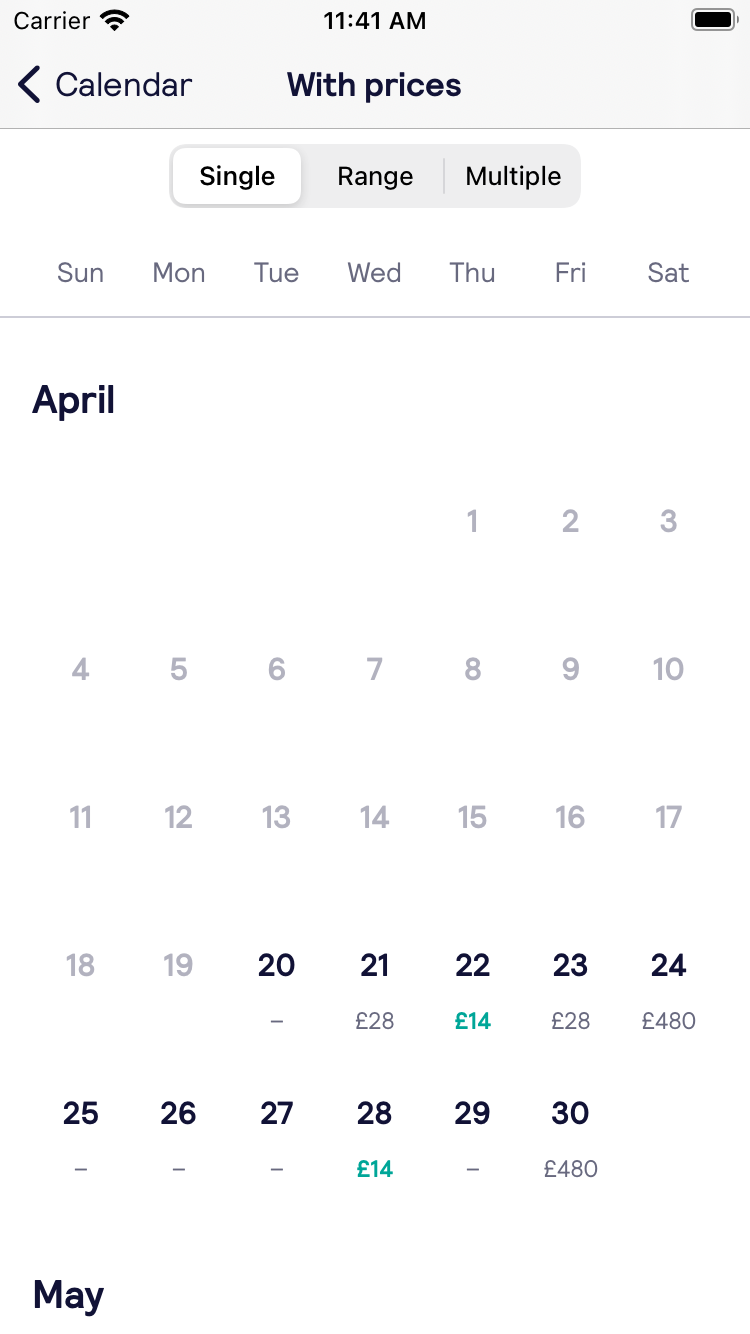 Carrier 11:41 AM
Calendar With prices
Single Range Multiple
Sun Mon Tue Wed Thu Fri Sat
April
1 2 3
4 5 6 7 8 9 10
11 12 13 14 15 16 17
18 19 20 21 22 23 24
– £28 £14 £28 £480
25 26 27 28 29 30
– – – £14 – £480
May